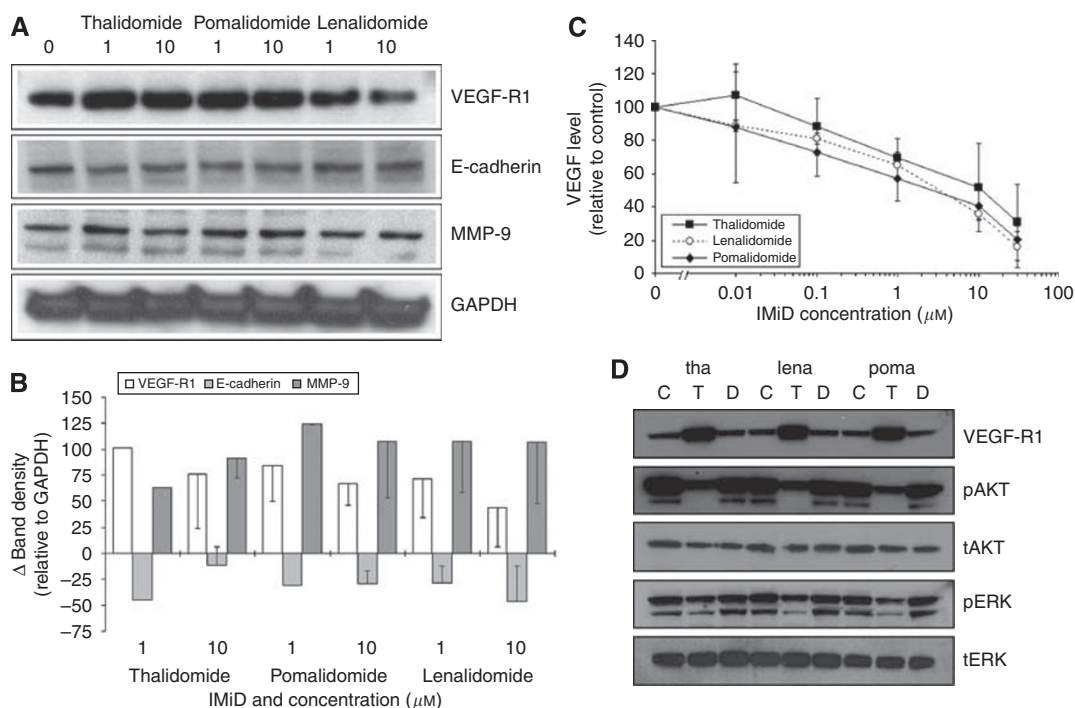 A
Thalidomide Pomalidomide Lenalidomide
0 1 10 1 10 1 10
VEGF-R1
E-cadherin
MMP-9
GAPDH
B
VEGF-R1 E-cadherin MMP-9
150
125
100
75
50
25
0
−25
−50
−75
Δ Band density
(relative to GAPDH)
1 10 1 10 1 10
Thalidomide Pomalidomide Lenalidomide
IMiD and concentration (μM)
C
140
120
100
80
60
40
20
0
VEGF level
(relative to control)
Thalidomide
Lenalidomide
Pomalidomide
0 0.01 0.1 1 10 100
IMiD concentration (μM)
D
tha lena poma
C T D C T D C T D
VEGF-R1
pAKT
tAKT
pERK
tERK